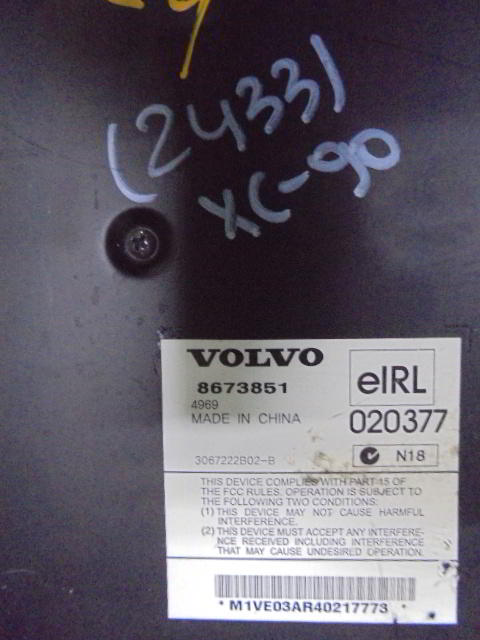 (2433)
XC-90
VOLVO
8673851
4969
MADE IN CHINA
eIRL
020377
3067222B02-B
N18
THIS DEVICE COMPLIES WITH PART 15 OF
THE FCC RULES. OPERATION IS SUBJECT TO
THE FOLLOWING TWO CONDITIONS:
(1) THIS DEVICE MAY NOT CAUSE HARMFUL
INTERFERENCE.
(2) THIS DEVICE MUST ACCEPT ANY INTERFERE-
NCE RECEIVED INCLUDING INTERFERENCE
THAT MAY CAUSE UNDESIRED OPERATION.
* M1VE03AR40217773 *